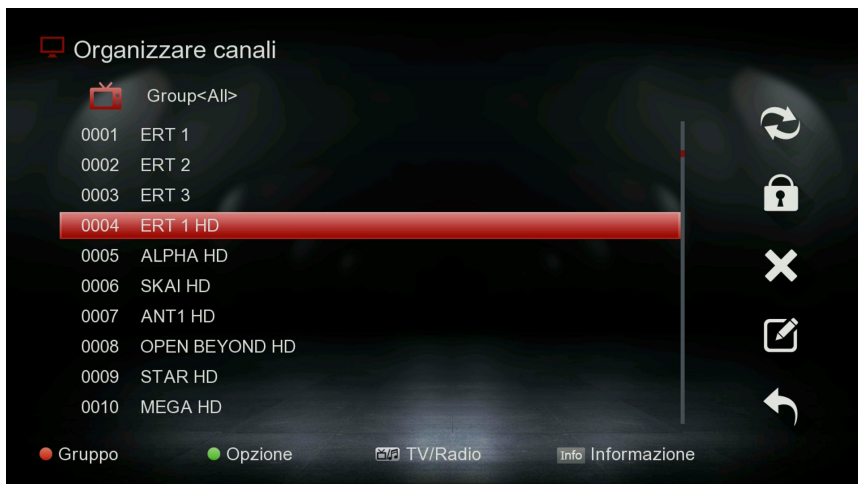 Organizzare canali
Group<All>
0001 ERT 1
0002 ERT 2
0003 ERT 3
0004 ERT 1 HD
0005 ALPHA HD
0006 SKAI HD
0007 ANT1 HD
0008 OPEN BEYOND HD
0009 STAR HD
0010 MEGA HD
Gruppo Opzione TV/Radio Info Informazione